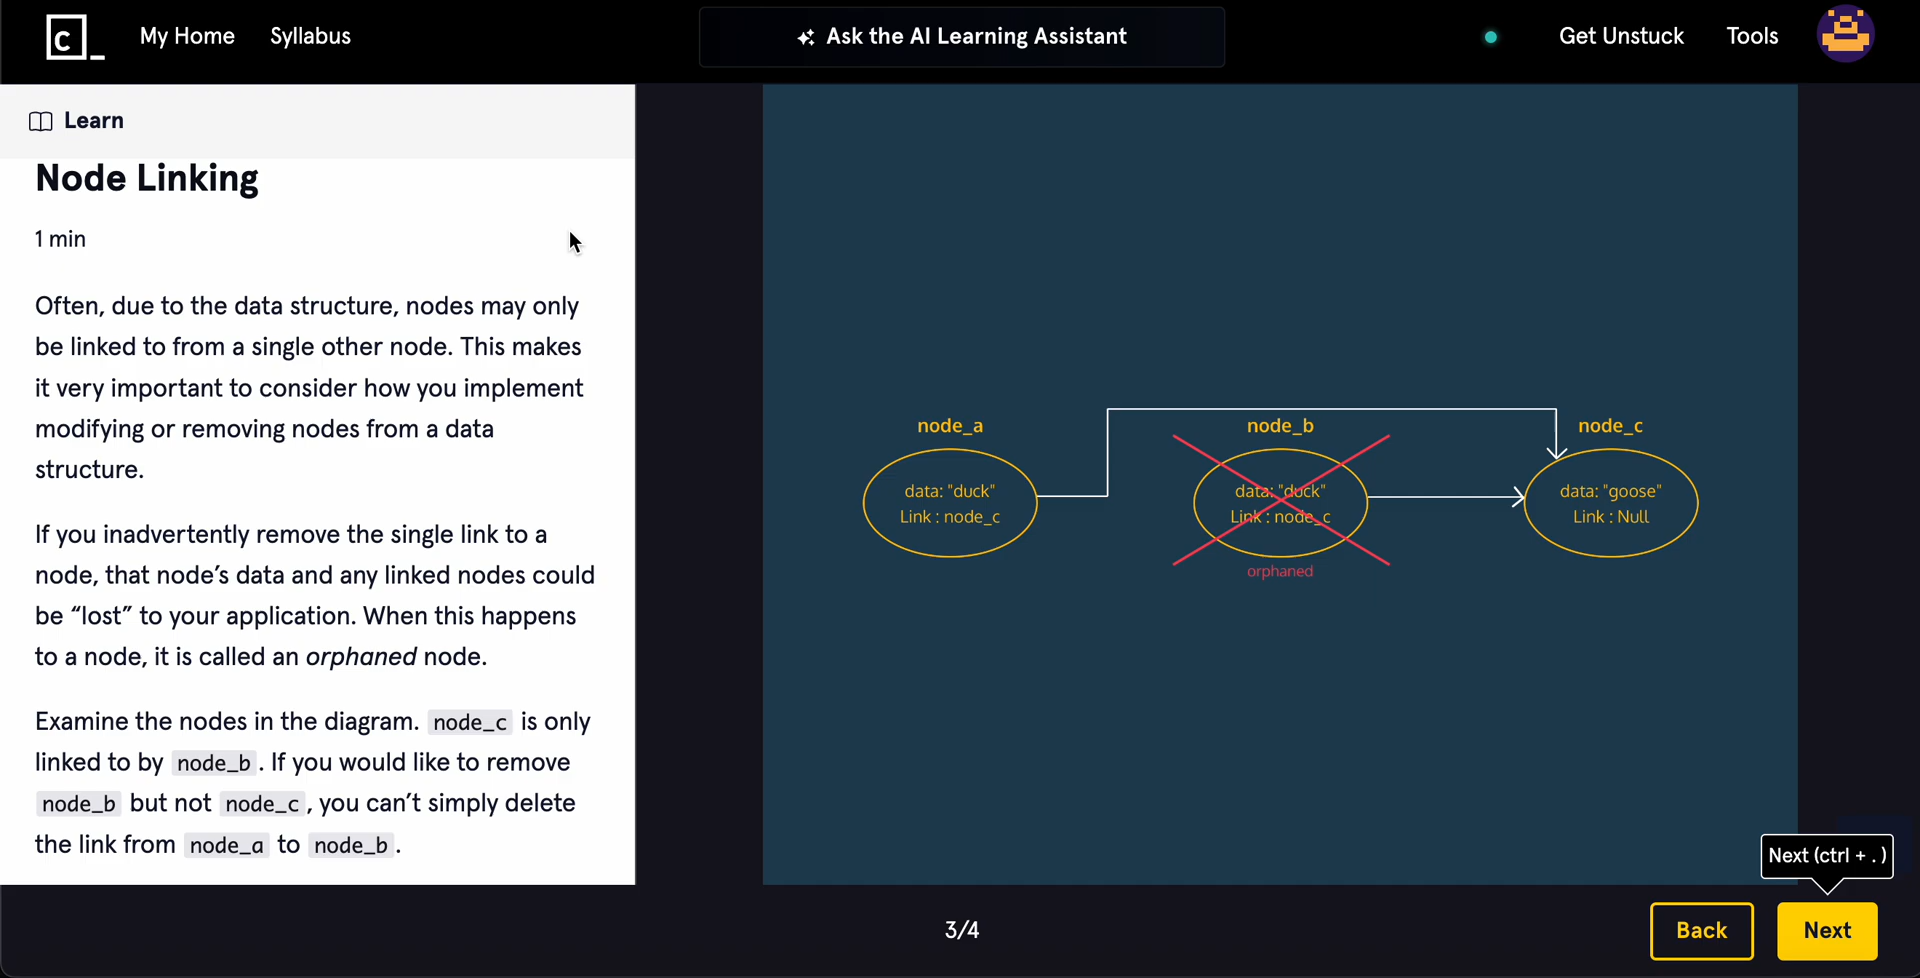 c_
My Home
Syllabus
Ask the AI Learning Assistant
Get Unstuck
Tools
Learn
Node Linking
1 min
Often, due to the data structure, nodes may only
be linked to from a single other node. This makes
it very important to consider how you implement
modifying or removing nodes from a data
structure.
If you inadvertently remove the single link to a
node, that node’s data and any linked nodes could
be “lost” to your application. When this happens
to a node, it is called an orphaned node.
Examine the nodes in the diagram. node_c is only
linked to by node_b. If you would like to remove
node_b but not node_c, you can’t simply delete
the link from node_a to node_b.
node_a
data: "duck"
Link : node_c
node_b
data: "duck"
Link : node_c
orphaned
node_c
data: "goose"
Link : Null
Next (ctrl + . )
3/4
Back
Next